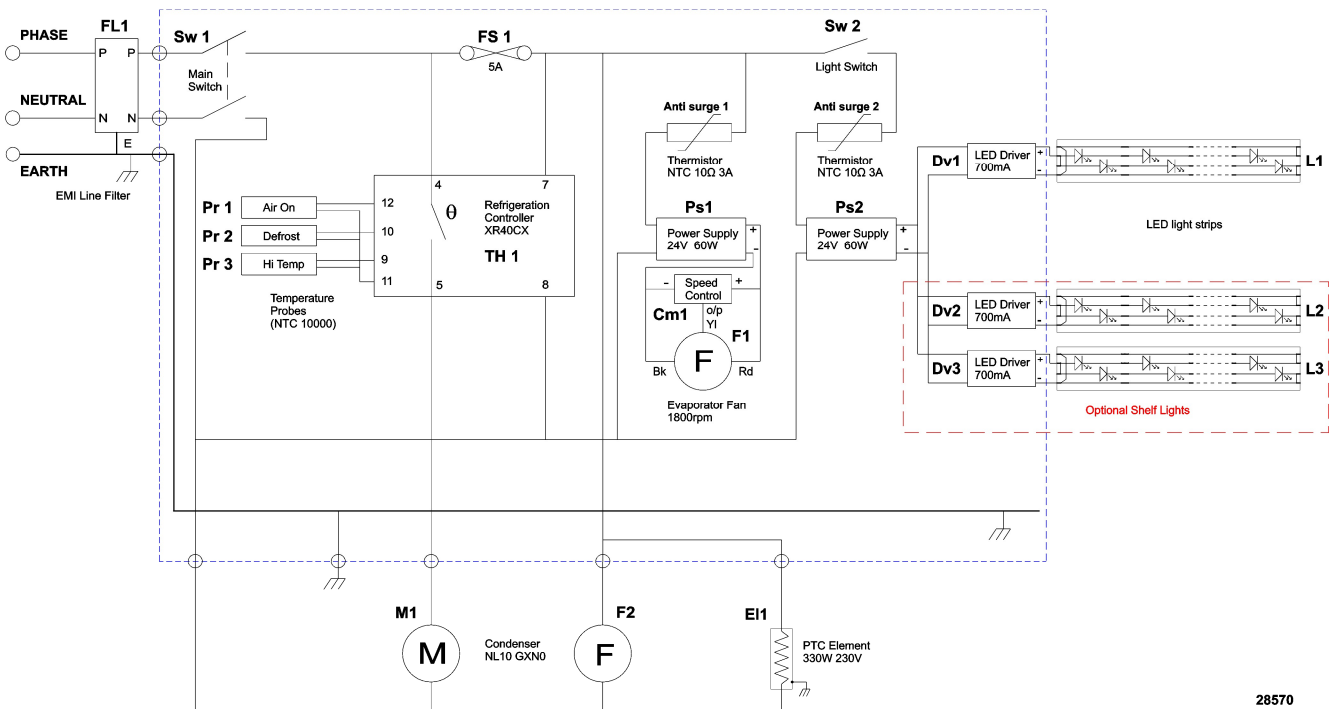 PHASE
FL1
P P
NEUTRAL
N N
E
EARTH
EMI Line Filter
Sw 1
Main
Switch
FS 1
5A
Sw 2
Light Switch
Anti surge 1
Thermistor
NTC 10Ω 3A
Anti surge 2
Thermistor
NTC 10Ω 3A
Pr 1
Air On
Pr 2
Defrost
Pr 3
Hi Temp
Temperature
Probes
(NTC 10000)
4
7
12
10
9
11
5
8
θ
Refrigeration
Controller
XR40CX
TH 1
Ps1
Power Supply
24V 60W
+
-
Ps2
Power Supply
24V 60W
+
-
-
Speed
Control
+
Cm1
o/p
Yl
F1
F
Bk
Rd
Evaporator Fan
1800rpm
Dv1
LED Driver
700mA
+
-
L1
LED light strips
Dv2
LED Driver
700mA
+
-
L2
Dv3
LED Driver
700mA
+
-
L3
Optional Shelf Lights
M1
M
Condenser
NL10 GXN0
F2
F
El1
PTC Element
330W 230V
28570